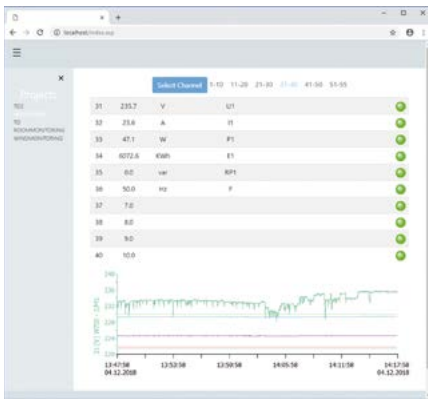 localhost/index.asp
Projects
TO
ROOMMONITORING
WINDMONITORING
Select Channel 1-10 11-20 21-30 31-40 41-50 51-55
31 235.7 V U1
32 23.6 A I1
33 47.1 W P1
34 6072.6 KWh E1
35 0.0 var RP1
36 50.0 Hz F
37 7.0
38 8.0
39 9.0
40 10.0
13:47:58 13:53:58 13:59:58 14:05:58 14:11:58 14:17:58
04.12.2018 04.12.2018